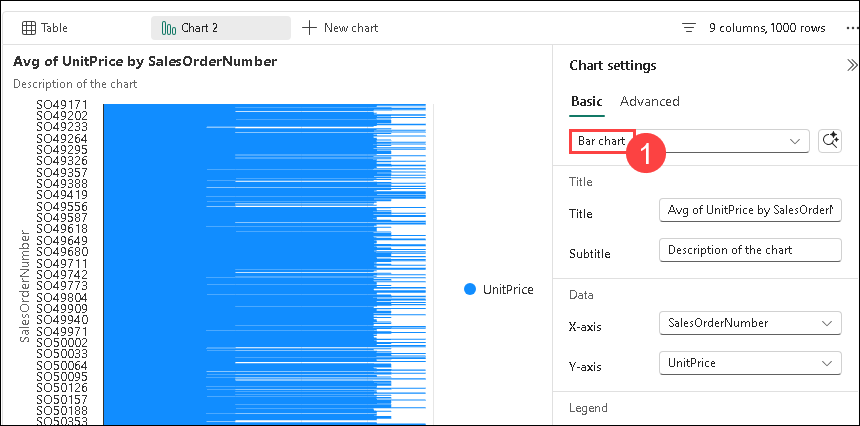 Table
Chart 2
New chart
9 columns, 1000 rows
Avg of UnitPrice by SalesOrderNumber
Description of the chart
SalesOrderNumber
SO49171
SO49202
SO49233
SO49264
SO49295
SO49326
SO49357
SO49388
SO49419
SO49556
SO49587
SO49618
SO49649
SO49680
SO49711
SO49742
SO49773
SO49804
SO49909
SO49940
SO49971
SO50002
SO50033
SO50064
SO50095
SO50126
SO50157
SO50188
SO50353
UnitPrice
Chart settings
Basic
Advanced
Bar chart
1
Title
Title
Avg of UnitPrice by SalesOrderN
Subtitle
Description of the chart
Data
X-axis
SalesOrderNumber
Y-axis
UnitPrice
Legend